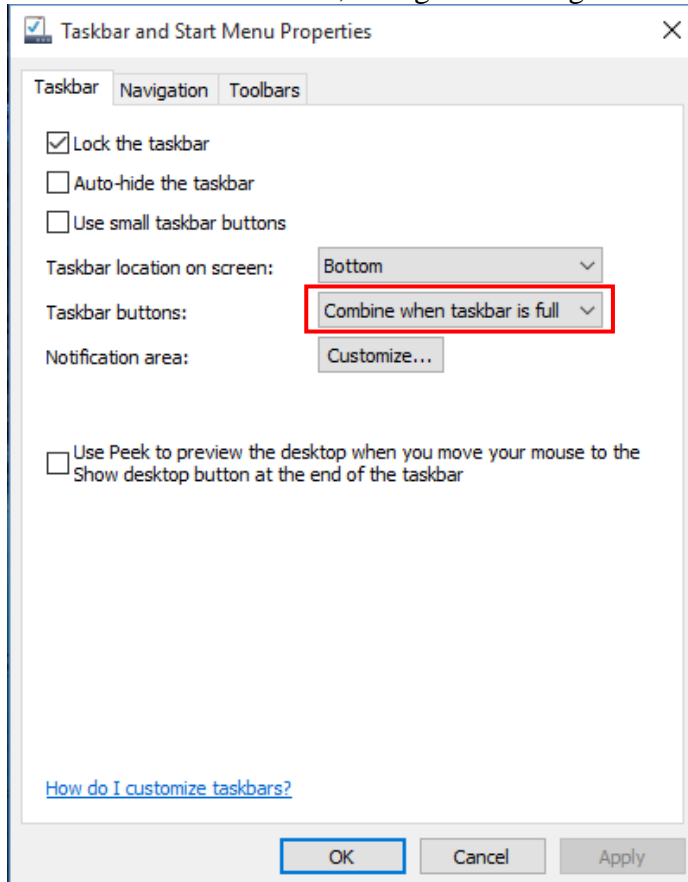 Taskbar and Start Menu Properties
Taskbar Navigation Toolbars
Lock the taskbar
Auto-hide the taskbar
Use small taskbar buttons
Taskbar location on screen: Bottom
Taskbar buttons: Combine when taskbar is full
Notification area: Customize...
Use Peek to preview the desktop when you move your mouse to the
Show desktop button at the end of the taskbar
How do I customize taskbars?
OK Cancel Apply